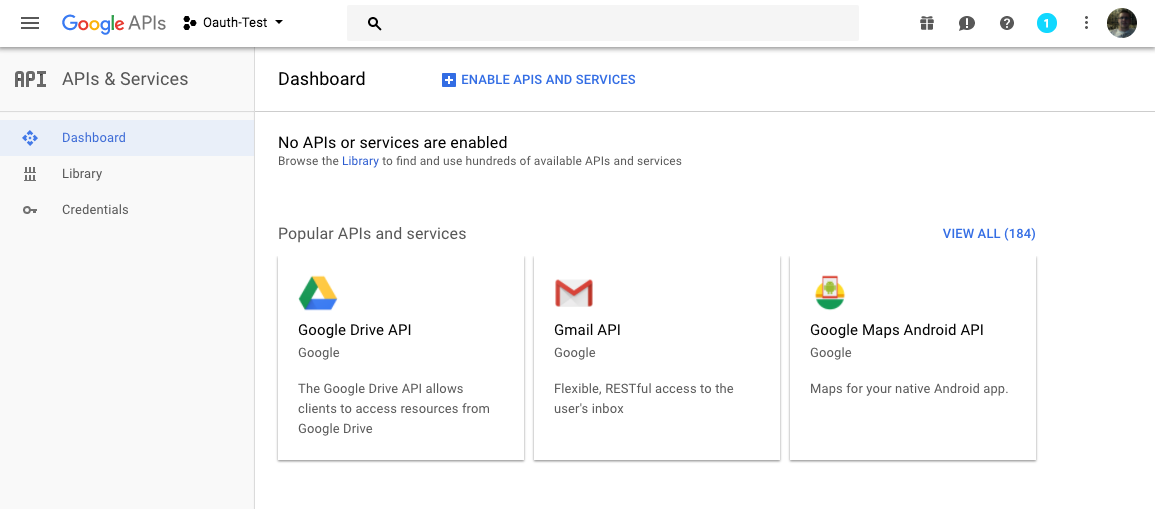 Google APIs
Oauth-Test
1
API
APIs & Services
Dashboard
ENABLE APIS AND SERVICES
Dashboard
Library
Credentials
No APIs or services are enabled
Browse the Library to find and use hundreds of available APIs and services
Popular APIs and services
VIEW ALL (184)
Google Drive API
Google
The Google Drive API allows
clients to access resources from
Google Drive
Gmail API
Google
Flexible, RESTful access to the
user's inbox
Google Maps Android API
Google
Maps for your native Android app.